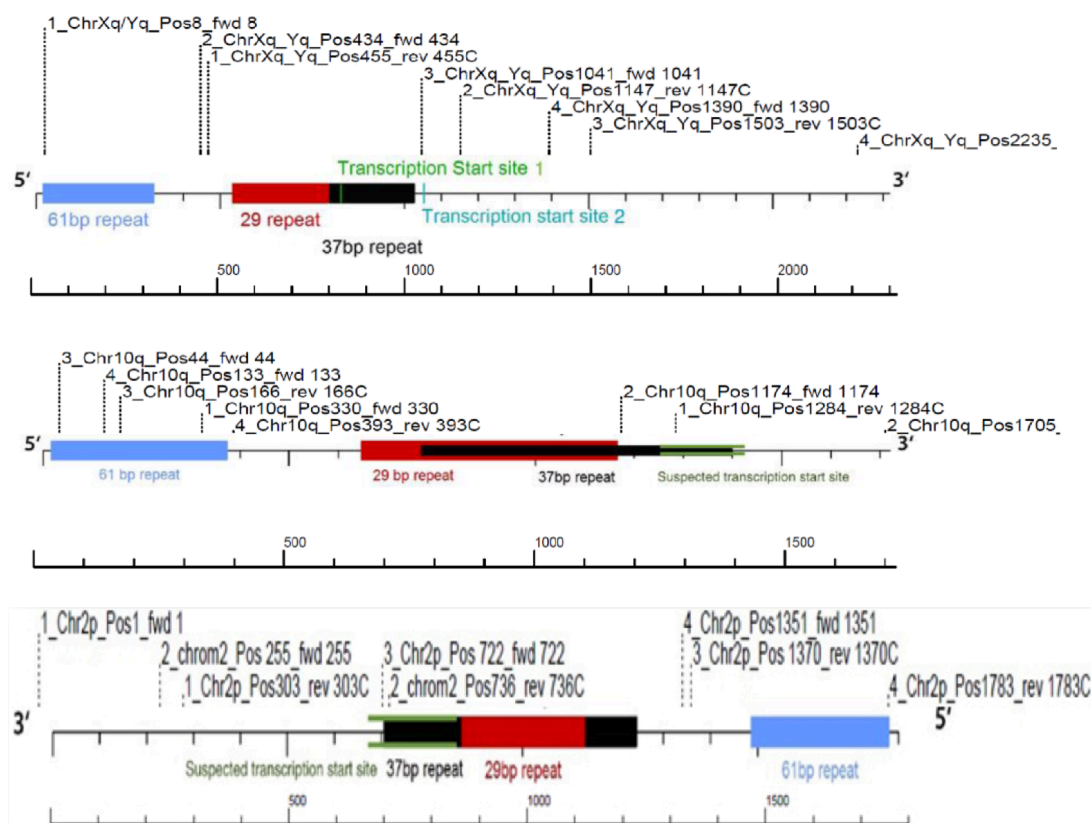 1_ChrXq/Yq_Pos8_fwd 8
2_ChrXq_Yq_Pos434_fwd 434
1_ChrXq_Yq_Pos455_rev 455C
3_ChrXq_Yq_Pos1041_fwd 1041
2_ChrXq_Yq_Pos1147_rev 1147C
4_ChrXq_Yq_Pos1390_fwd 1390
3_ChrXq_Yq_Pos1503_rev 1503C
4_ChrXq_Yq_Pos2235_
Transcription Start site 1
5′ 3′
61bp repeat 29 repeat Transcription start site 2
37bp repeat
500 1000 1500 2000
3_Chr10q_Pos44_fwd 44
4_Chr10q_Pos133_fwd 133
3_Chr10q_Pos166_rev 166C 2_Chr10q_Pos1174_fwd 1174
1_Chr10q_Pos330_fwd 330 1_Chr10q_Pos1284_rev 1284C
4_Chr10q_Pos393_rev 393C 2_Chr10q_Pos1705_
5′ 3′
61 bp repeat 29 bp repeat 37bp repeat Suspected transcription start site
500 1000 1500
1_Chr2p_Pos1_fwd 1 4_Chr2p_Pos1351_fwd 1351
2_chrom2_Pos 255_fwd 255 3_Chr2p_Pos 722_fwd 722 3_Chr2p_Pos 1370_rev 1370C
1_Chr2p_Pos303_rev 303C 2_chrom2_Pos736_rev 736C 4_Chr2p_Pos1783_rev 1783C
3′ 5′
Suspected transcription start site 37bp repeat 29bp repeat 61bp repeat
500 1000 1500